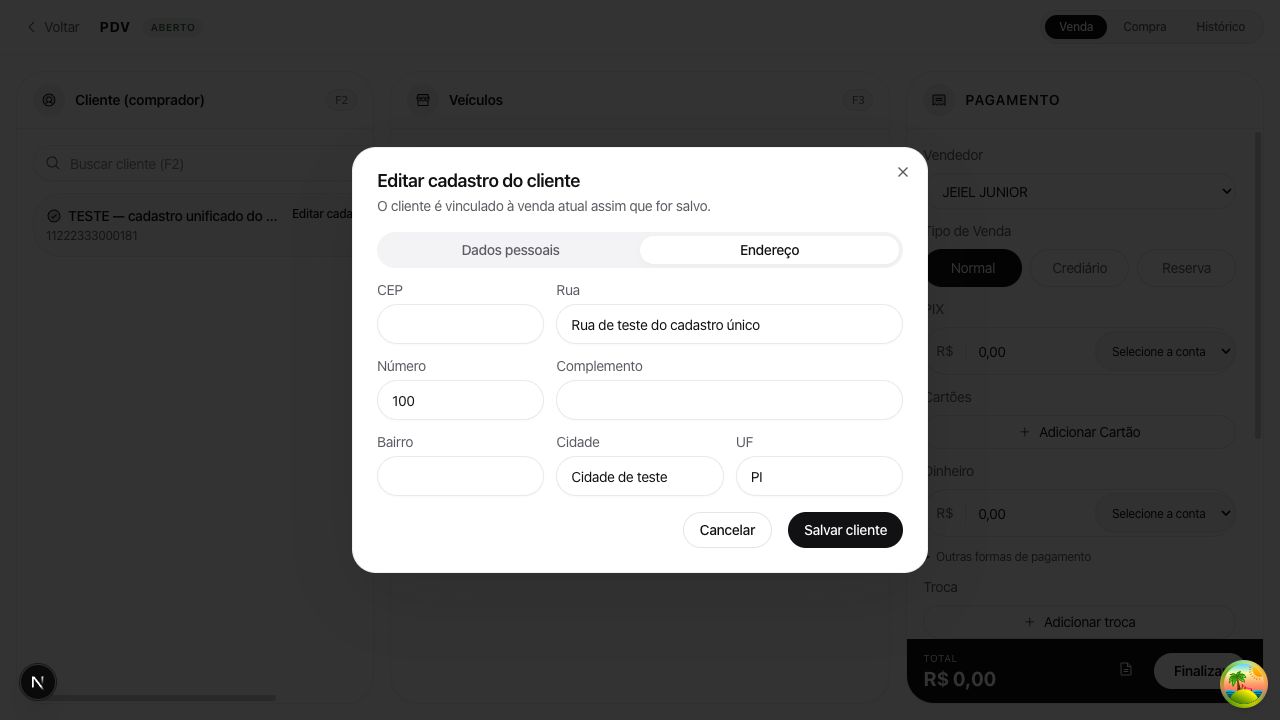 Voltar PDV ABERTO Venda Compra Histórico
Cliente (comprador) F2
Buscar cliente (F2)
TESTE — cadastro unificado do ... Editar cada
11222333000181
Veículos F3
Editar cadastro do cliente
O cliente é vinculado à venda atual assim que for salvo.
Dados pessoais Endereço
CEP Rua
Rua de teste do cadastro único
Número Complemento
100
Bairro Cidade UF
Cidade de teste PI
Cancelar Salvar cliente
PAGAMENTO
Vendedor
JEIEL JUNIOR
Tipo de Venda
Normal Crediário Reserva
PIX
R$ 0,00 Selecione a conta
Cartões
+ Adicionar Cartão
Dinheiro
R$ 0,00 Selecione a conta
Outras formas de pagamento
Troca
+ Adicionar troca
TOTAL
R$ 0,00 Finaliza
N